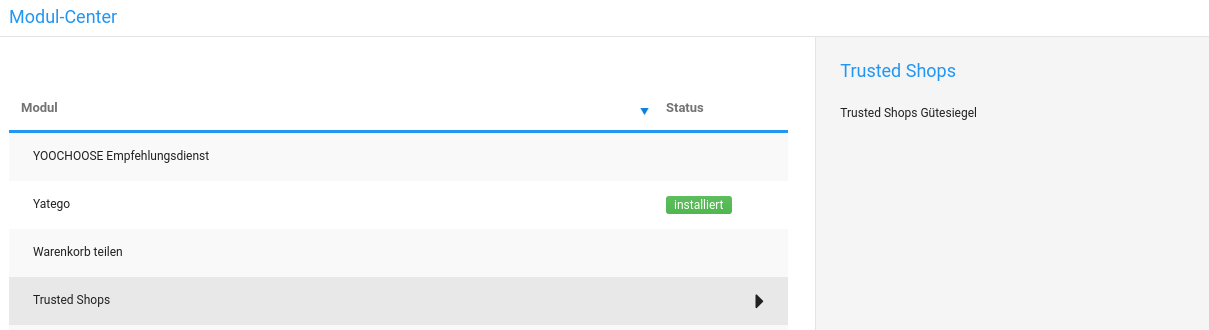 Modul-Center
Modul
Status
YOOCHOOSE Empfehlungsdienst
Yatego
installiert
Warenkorb teilen
Trusted Shops
Trusted Shops
Trusted Shops Gütesiegel